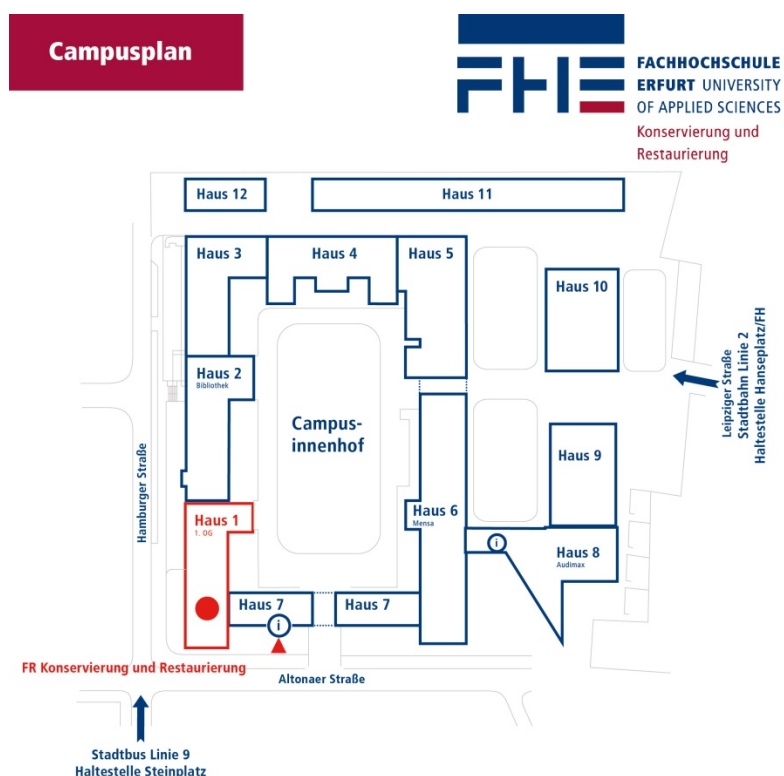 Campusplan
FACHHOCHSCHULE
ERFURT UNIVERSITY
OF APPLIED SCIENCES
Konservierung und
Restaurierung
Haus 12
Haus 11
Haus 3
Haus 4
Haus 5
Haus 10
Haus 2
Bibliothek
Campus-
innenhof
Leipziger Straße
Stadtbahn Linie 2
Haltestelle Hanseplatz/FH
Hamburger Straße
Haus 9
Haus 1
1. OG
Haus 6
Mensa
i
Haus 8
Audimax
Haus 7
Haus 7
i
FR Konservierung und Restaurierung
Altonaer Straße
Stadtbus Linie 9
Haltestelle Steinplatz